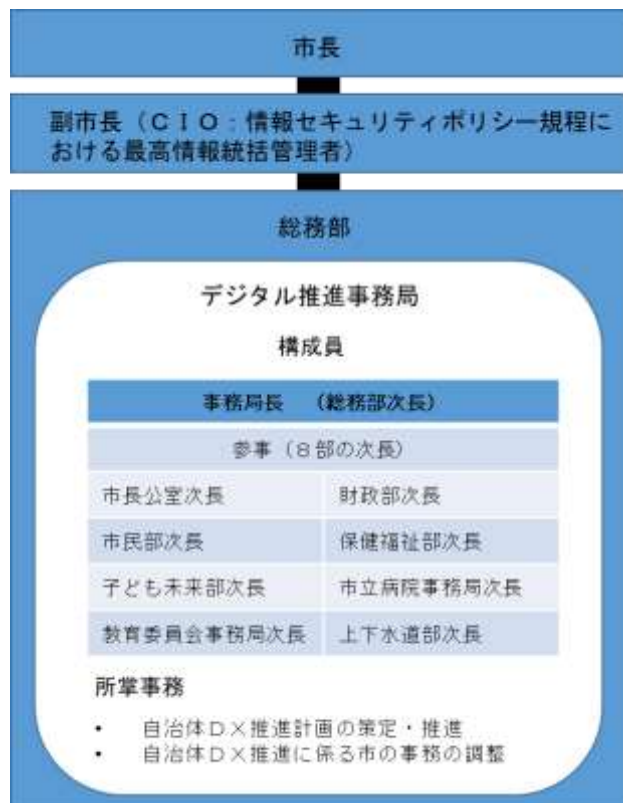 市長
副市長（ＣＩＯ：情報セキュリティポリシー規程に
おける最高情報統括管理者）
総務部
デジタル推進事務局
構成員
事務局長　（総務部次長）
参事（８部の次長）
市長公室次長　財政部次長
市民部次長　保健福祉部次長
子ども未来部次長　市立病院事務局次長
教育委員会事務局次長　上下水道部次長
所掌事務
• 自治体ＤＸ推進計画の策定・推進
• 自治体ＤＸ推進に係る市の事務の調整